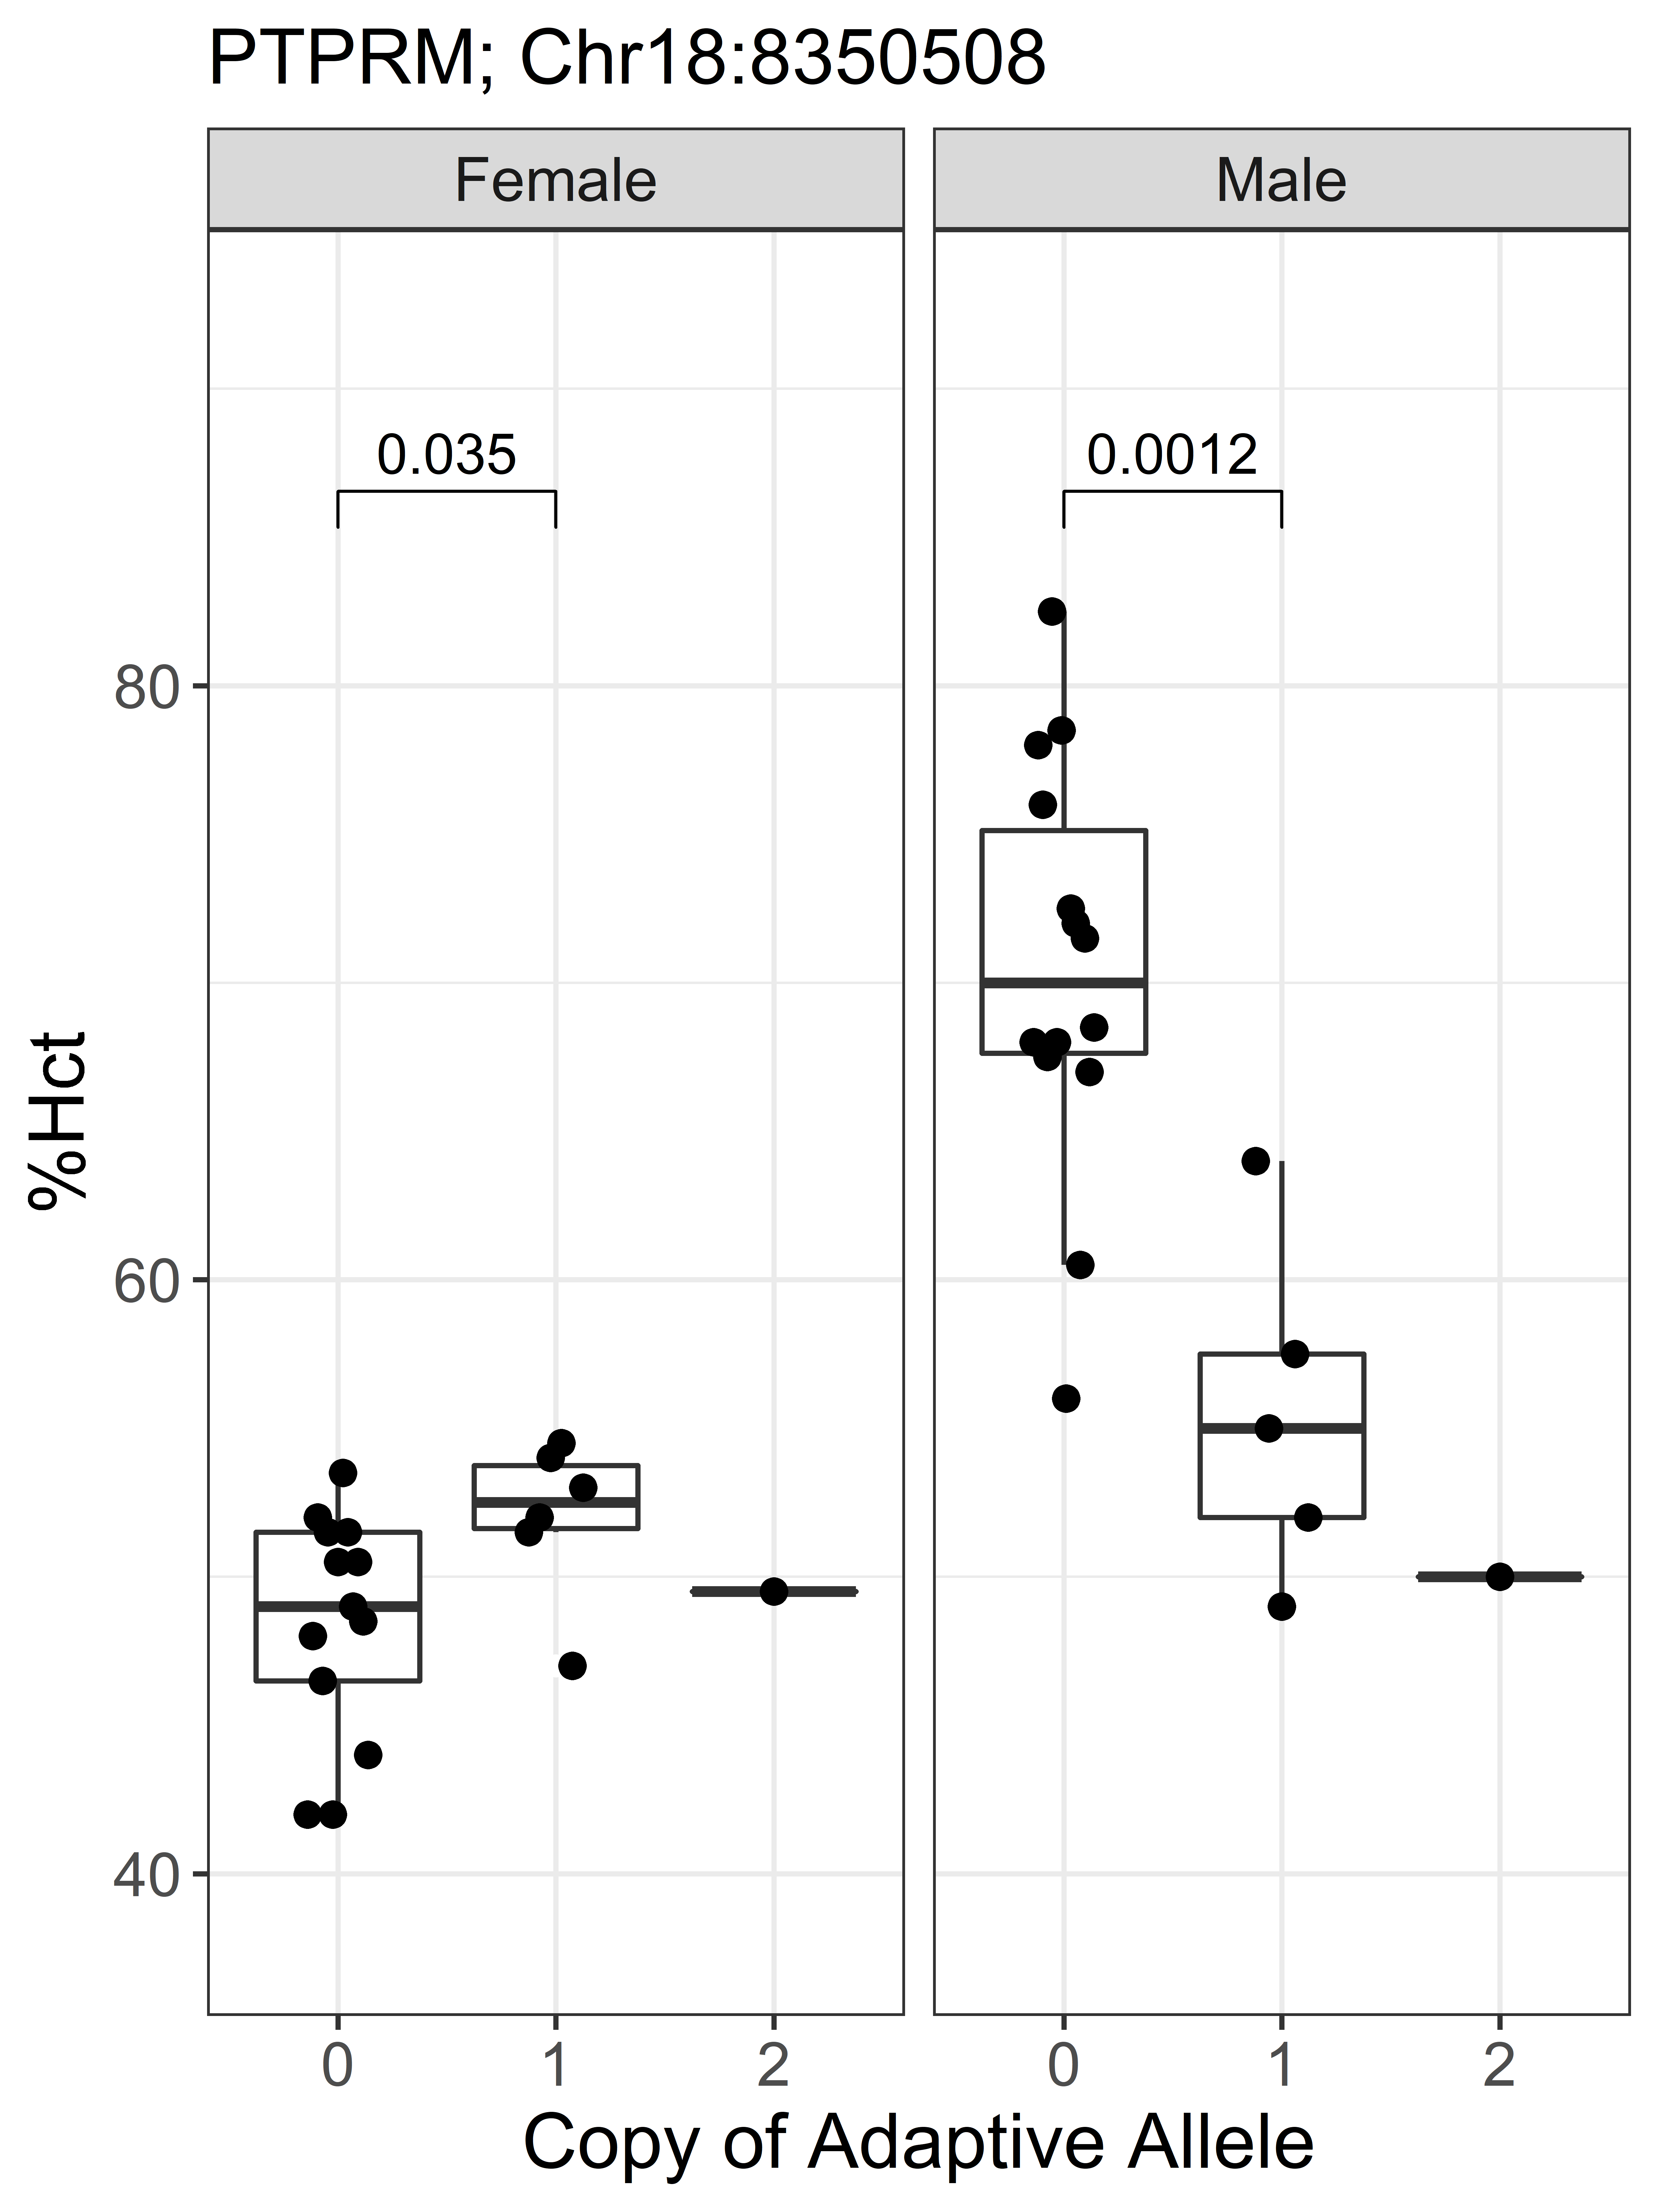 PTPRM; Chr18:8350508
Female
Male
0.035
0.0012
80
60
40
%Hct
0
1
2
0
1
2
Copy of Adaptive Allele